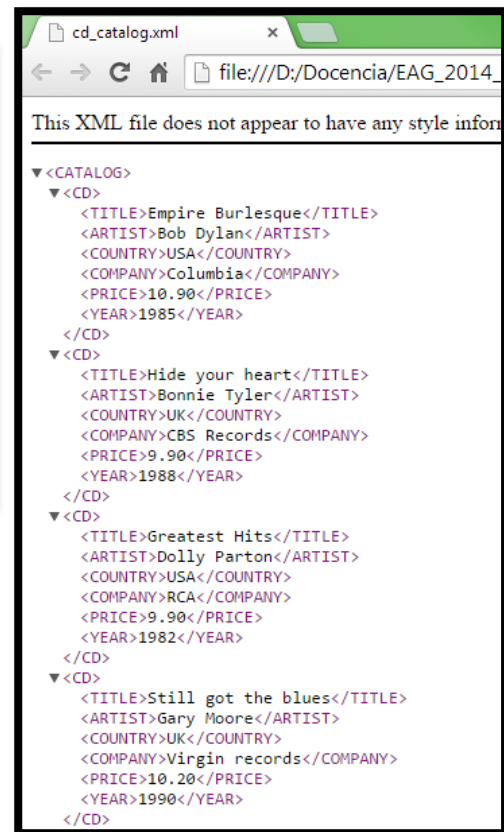 cd_catalog.xml
file:///D:/Docencia/EAG_2014_
This XML file does not appear to have any style infor
▼<CATALOG>
▼<CD>
<TITLE>Empire Burlesque</TITLE>
<ARTIST>Bob Dylan</ARTIST>
<COUNTRY>USA</COUNTRY>
<COMPANY>Columbia</COMPANY>
<PRICE>10.90</PRICE>
<YEAR>1985</YEAR>
</CD>
▼<CD>
<TITLE>Hide your heart</TITLE>
<ARTIST>Bonnie Tyler</ARTIST>
<COUNTRY>UK</COUNTRY>
<COMPANY>CBS Records</COMPANY>
<PRICE>9.90</PRICE>
<YEAR>1988</YEAR>
</CD>
▼<CD>
<TITLE>Greatest Hits</TITLE>
<ARTIST>Dolly Parton</ARTIST>
<COUNTRY>USA</COUNTRY>
<COMPANY>RCA</COMPANY>
<PRICE>9.90</PRICE>
<YEAR>1982</YEAR>
</CD>
▼<CD>
<TITLE>Still got the blues</TITLE>
<ARTIST>Gary Moore</ARTIST>
<COUNTRY>UK</COUNTRY>
<COMPANY>Virgin records</COMPANY>
<PRICE>10.20</PRICE>
<YEAR>1990</YEAR>
</CD>